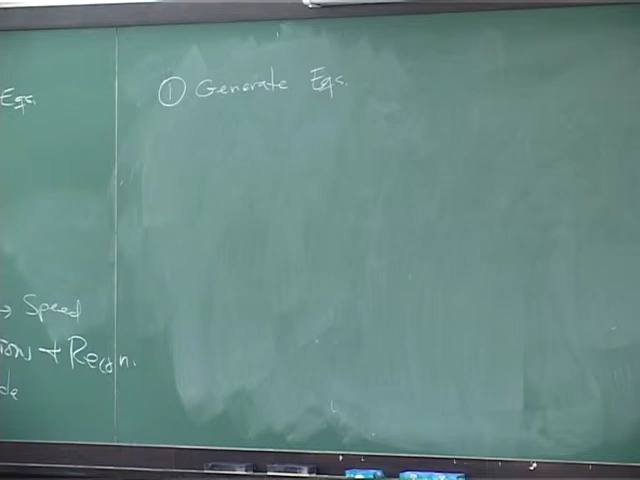 Eqs.
→ Speed
+ Recon.
① Generate Eqs.